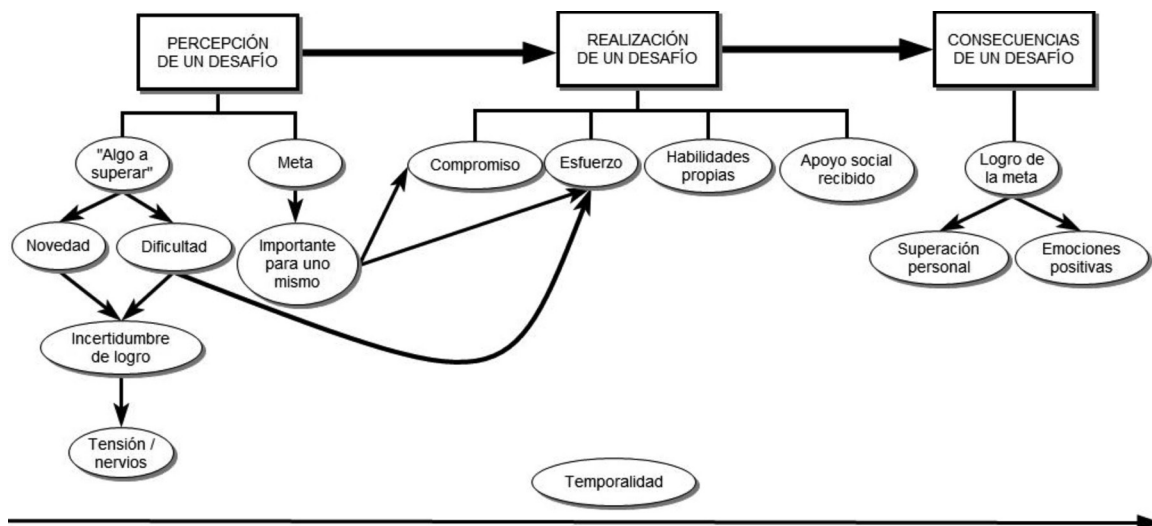 PERCEPCIÓN
DE UN DESAFÍO
REALIZACIÓN
DE UN DESAFÍO
CONSECUENCIAS
DE UN DESAFÍO
"Algo a
superar"
Meta
Compromiso
Esfuerzo
Habilidades
propias
Apoyo social
recibido
Logro de
la meta
Novedad
Dificultad
Importante
para uno
mismo
Superación
personal
Emociones
positivas
Incertidumbre
de logro
Tensión /
nervios
Temporalidad